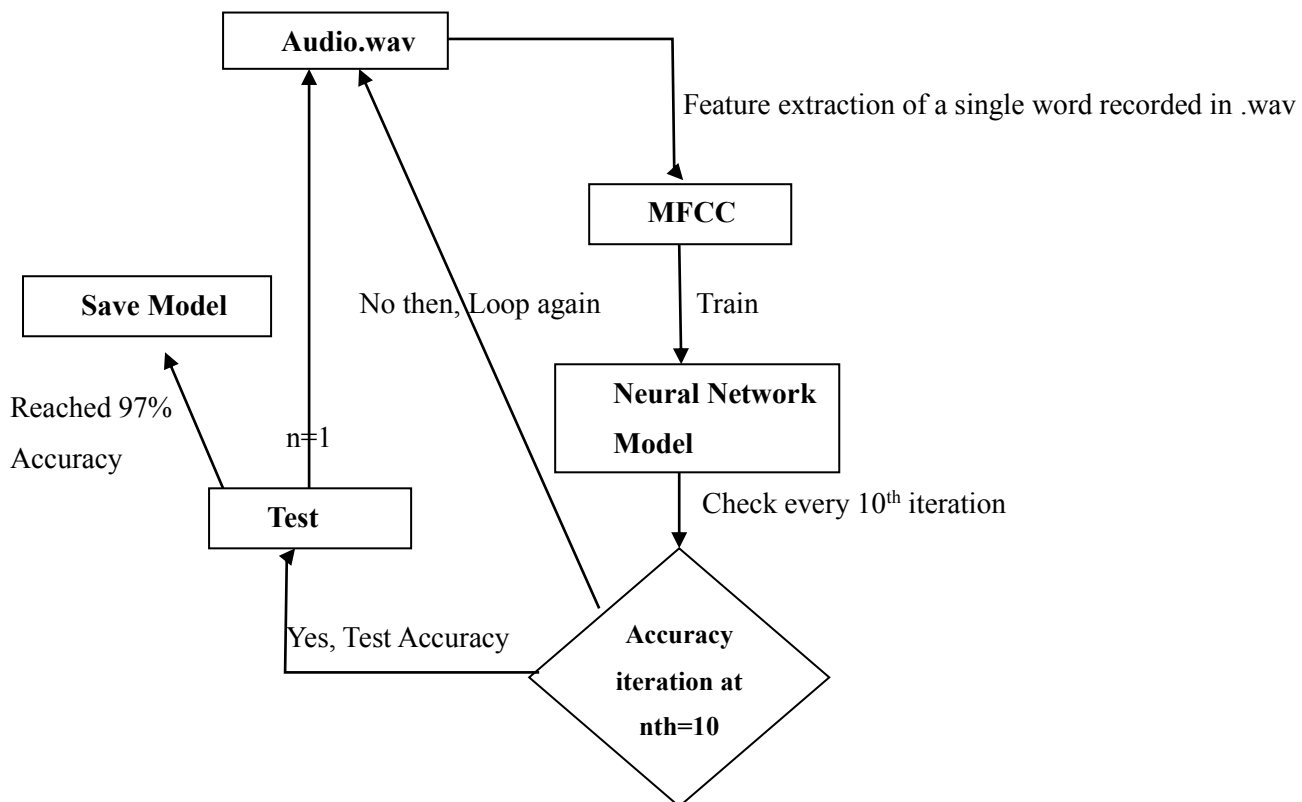 Audio.wav
Feature extraction of a single word recorded in .wav
MFCC
Save Model
No then, Loop again
Train
Reached 97%
Accuracy
n=1
Neural Network
Model
Check every 10th iteration
Test
Yes, Test Accuracy
Accuracy
iteration at
nth=10